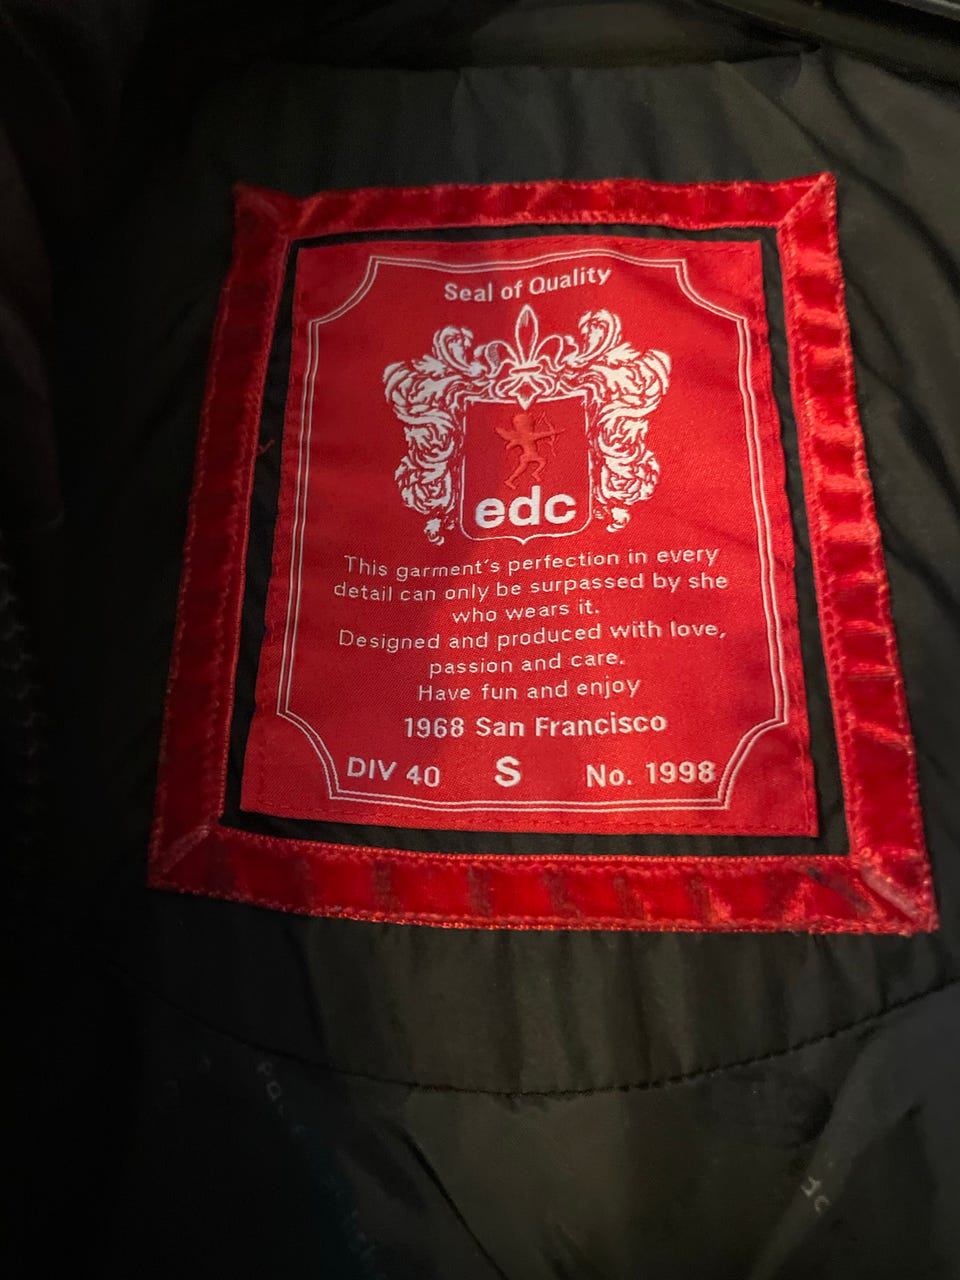 Seal of Quality
edc
This garment's perfection in every
detail can only be surpassed by she
who wears it.
Designed and produced with love,
passion and care.
Have fun and enjoy
1968 San Francisco
DIV 40 S No. 1998